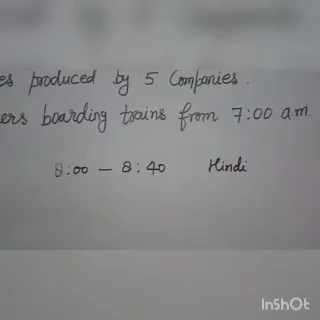 es produced by 5 Companies.
ers boarding trains from 7:00 a.m.
8:00 – 8:40 Hindi
InShOt